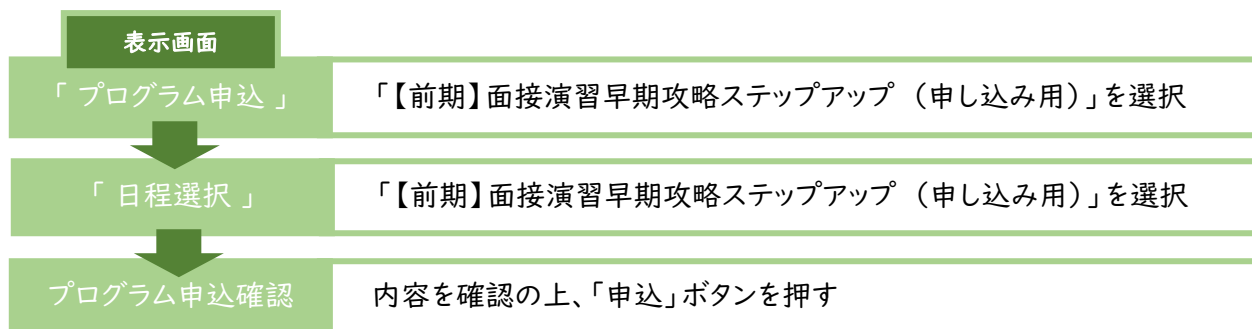 表示画面
「 プログラム申込 」
「【前期】面接演習早期攻略ステップアップ （申し込み用）」を選択
「 日程選択 」
「【前期】面接演習早期攻略ステップアップ （申し込み用）」を選択
プログラム申込確認
内容を確認の上、「申込」ボタンを押す